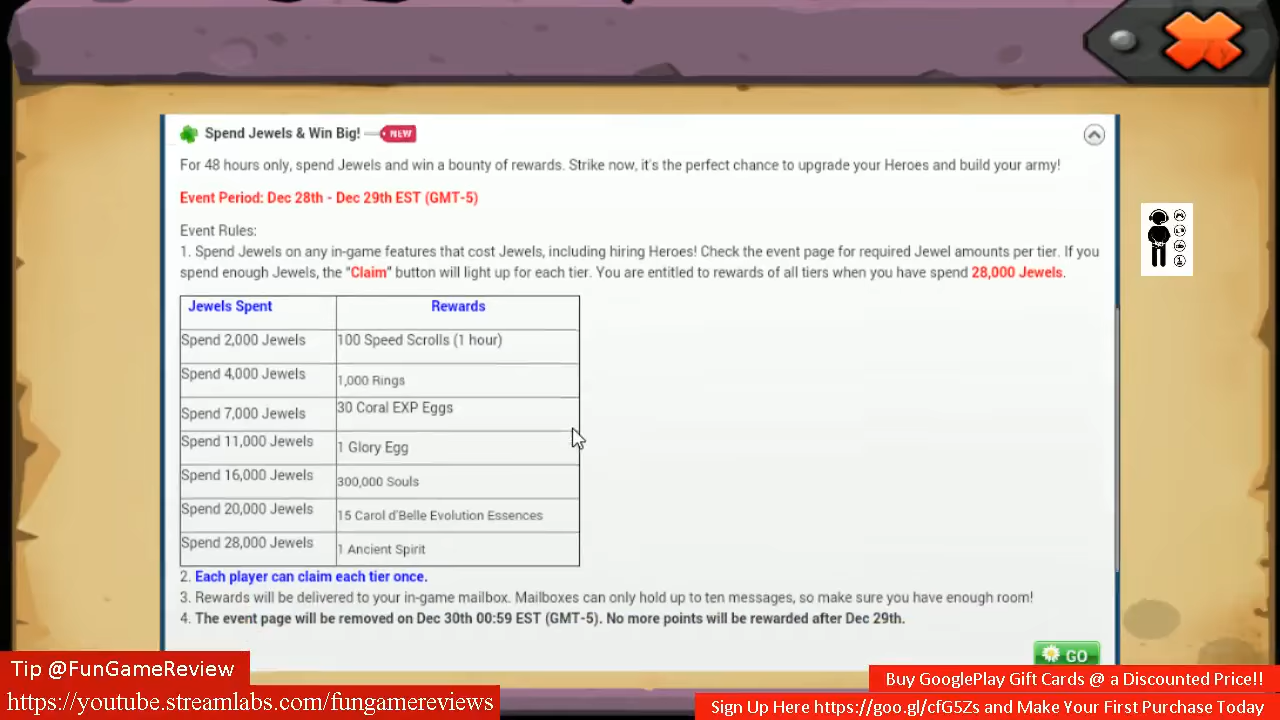 Spend Jewels & Win Big! NEW
For 48 hours only, spend Jewels and win a bounty of rewards. Strike now, it's the perfect chance to upgrade your Heroes and build your army!
Event Period: Dec 28th - Dec 29th EST (GMT-5)
Event Rules:
1. Spend Jewels on any in-game features that cost Jewels, including hiring Heroes! Check the event page for required Jewel amounts per tier. If you
spend enough Jewels, the "Claim" button will light up for each tier. You are entitled to rewards of all tiers when you have spend 28,000 Jewels.
Jewels Spent Rewards
Spend 2,000 Jewels 100 Speed Scrolls (1 hour)
Spend 4,000 Jewels 1,000 Rings
Spend 7,000 Jewels 30 Coral EXP Eggs
Spend 11,000 Jewels 1 Glory Egg
Spend 16,000 Jewels 300,000 Souls
Spend 20,000 Jewels 15 Carol d'Belle Evolution Essences
Spend 28,000 Jewels 1 Ancient Spirit
2. Each player can claim each tier once.
3. Rewards will be delivered to your in-game mailbox. Mailboxes can only hold up to ten messages, so make sure you have enough room!
4. The event page will be removed on Dec 30th 00:59 EST (GMT-5). No more points will be rewarded after Dec 29th.
GO
Tip @FunGameReview
https://youtube.streamlabs.com/fungamereviews
Buy GooglePlay Gift Cards @ a Discounted Price!!
Sign Up Here https://goo.gl/cfG5Zs and Make Your First Purchase Today